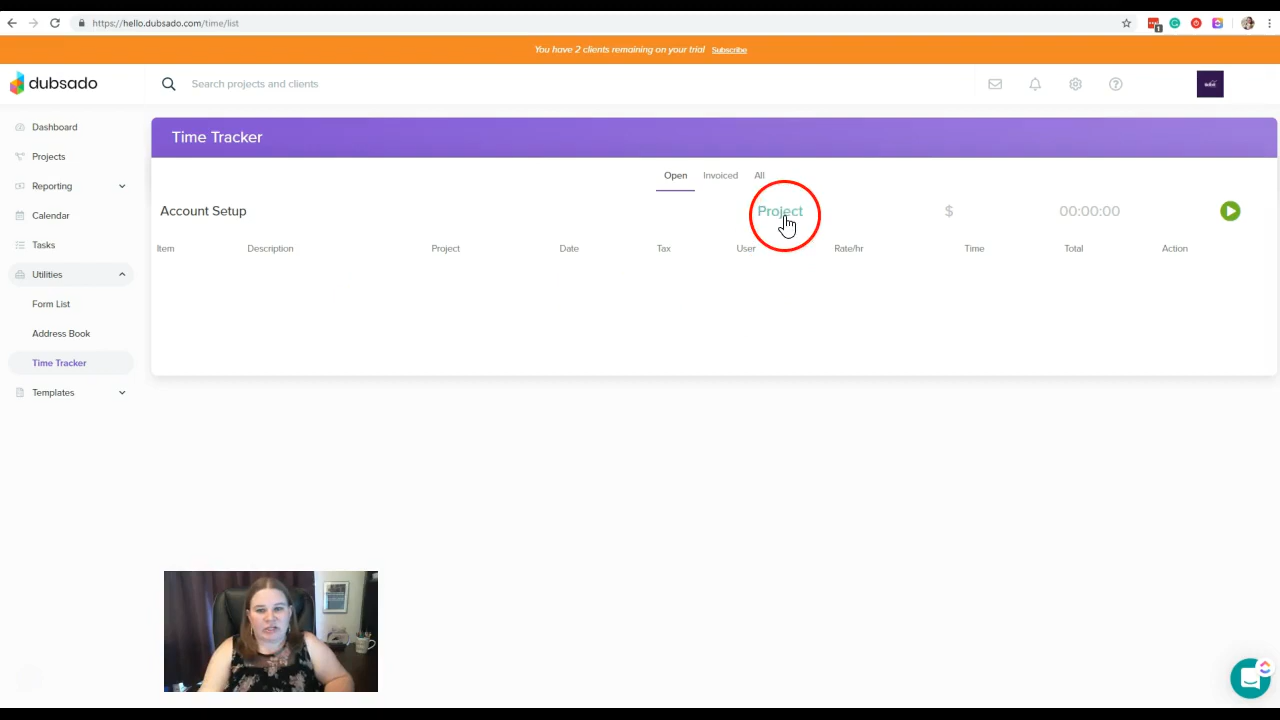 https://hello.dubsado.com/time/list
1
You have 2 clients remaining on your trial Subscribe
dubsado
Search projects and clients
Dashboard
Projects
Reporting
Calendar
Tasks
Utilities
Form List
Address Book
Time Tracker
Templates
Time Tracker
Open Invoiced All
Account Setup Project $ 00:00:00
Item Description Project Date Tax User Rate/hr Time Total Action